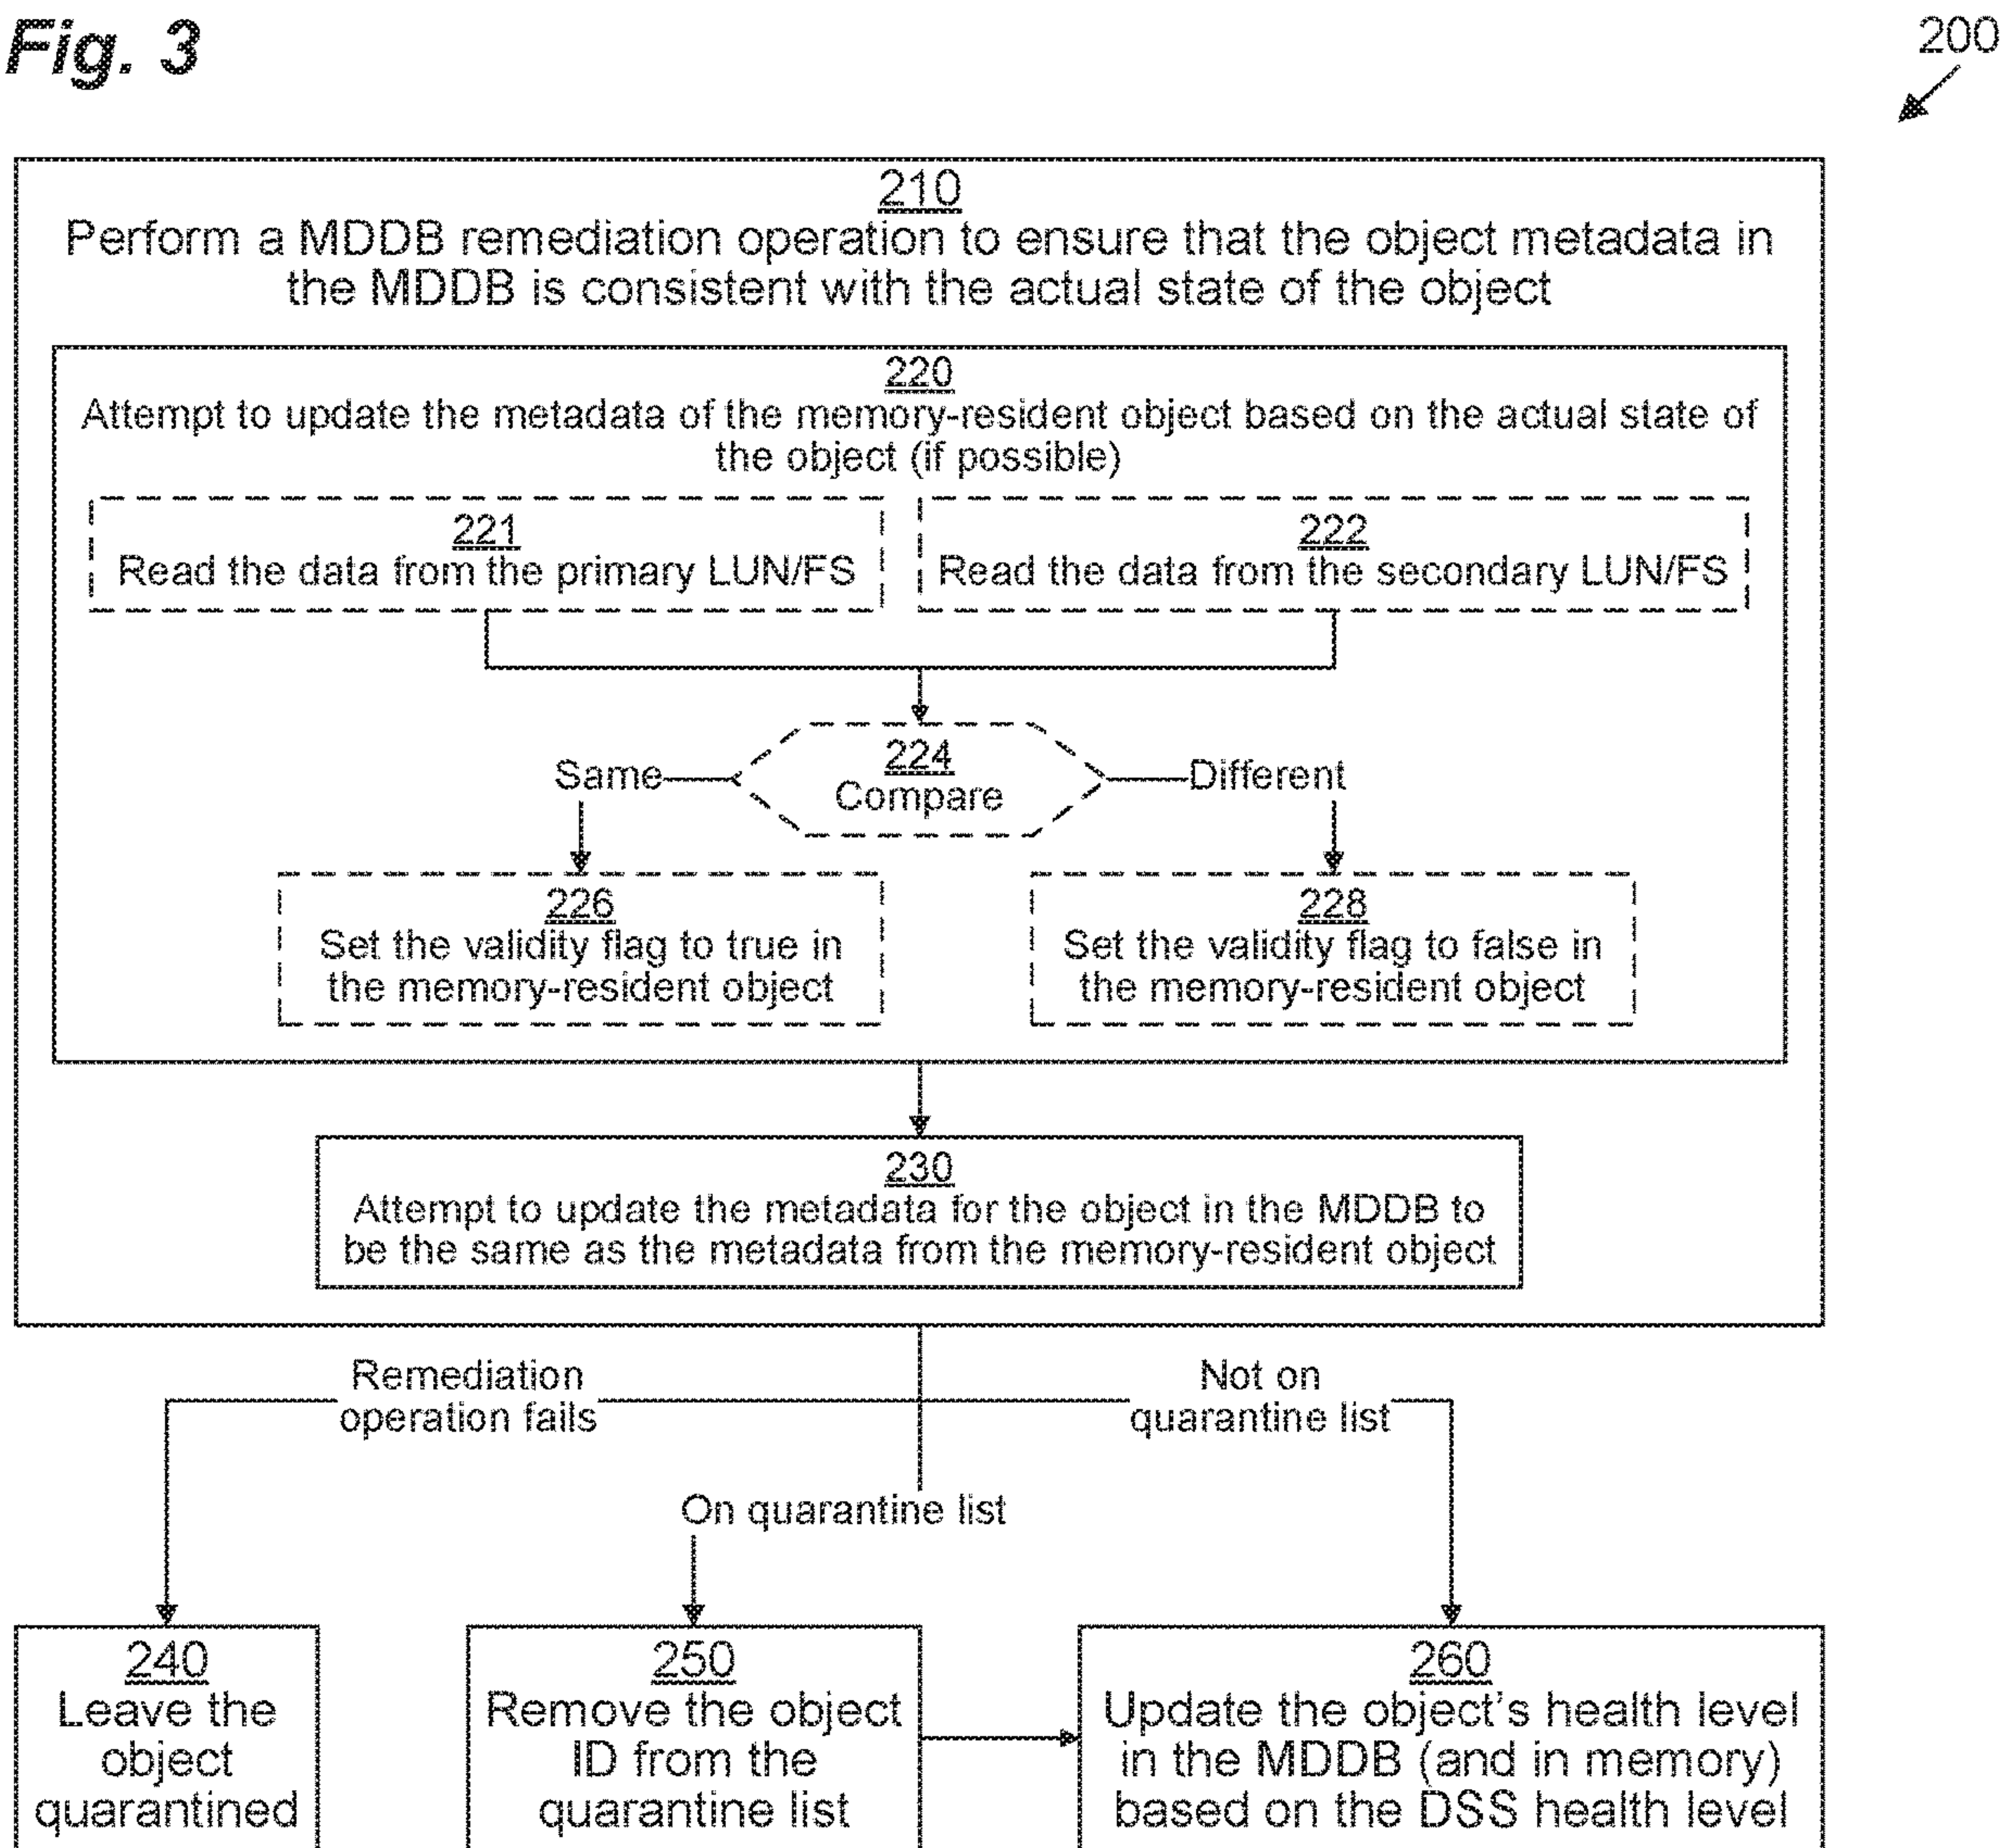 Fig. 3
200
210
Perform a MDDB remediation operation to ensure that the object metadata in
the MDDB is consistent with the actual state of the object
220
Attempt to update the metadata of the memory-resident object based on the actual state of
the object (if possible)
221
Read the data from the primary LUN/FS
222
Read the data from the secondary LUN/FS
224
Compare
Same
Different
226
Set the validity flag to true in
the memory-resident object
228
Set the validity flag to false in
the memory-resident object
230
Attempt to update the metadata for the object in the MDDB to
be the same as the metadata from the memory-resident object
Remediation
operation fails
Not on
quarantine list
On quarantine list
240
Leave the
object
quarantined
250
Remove the object
ID from the
quarantine list
260
Update the object's health level
in the MDDB (and in memory)
based on the DSS health level